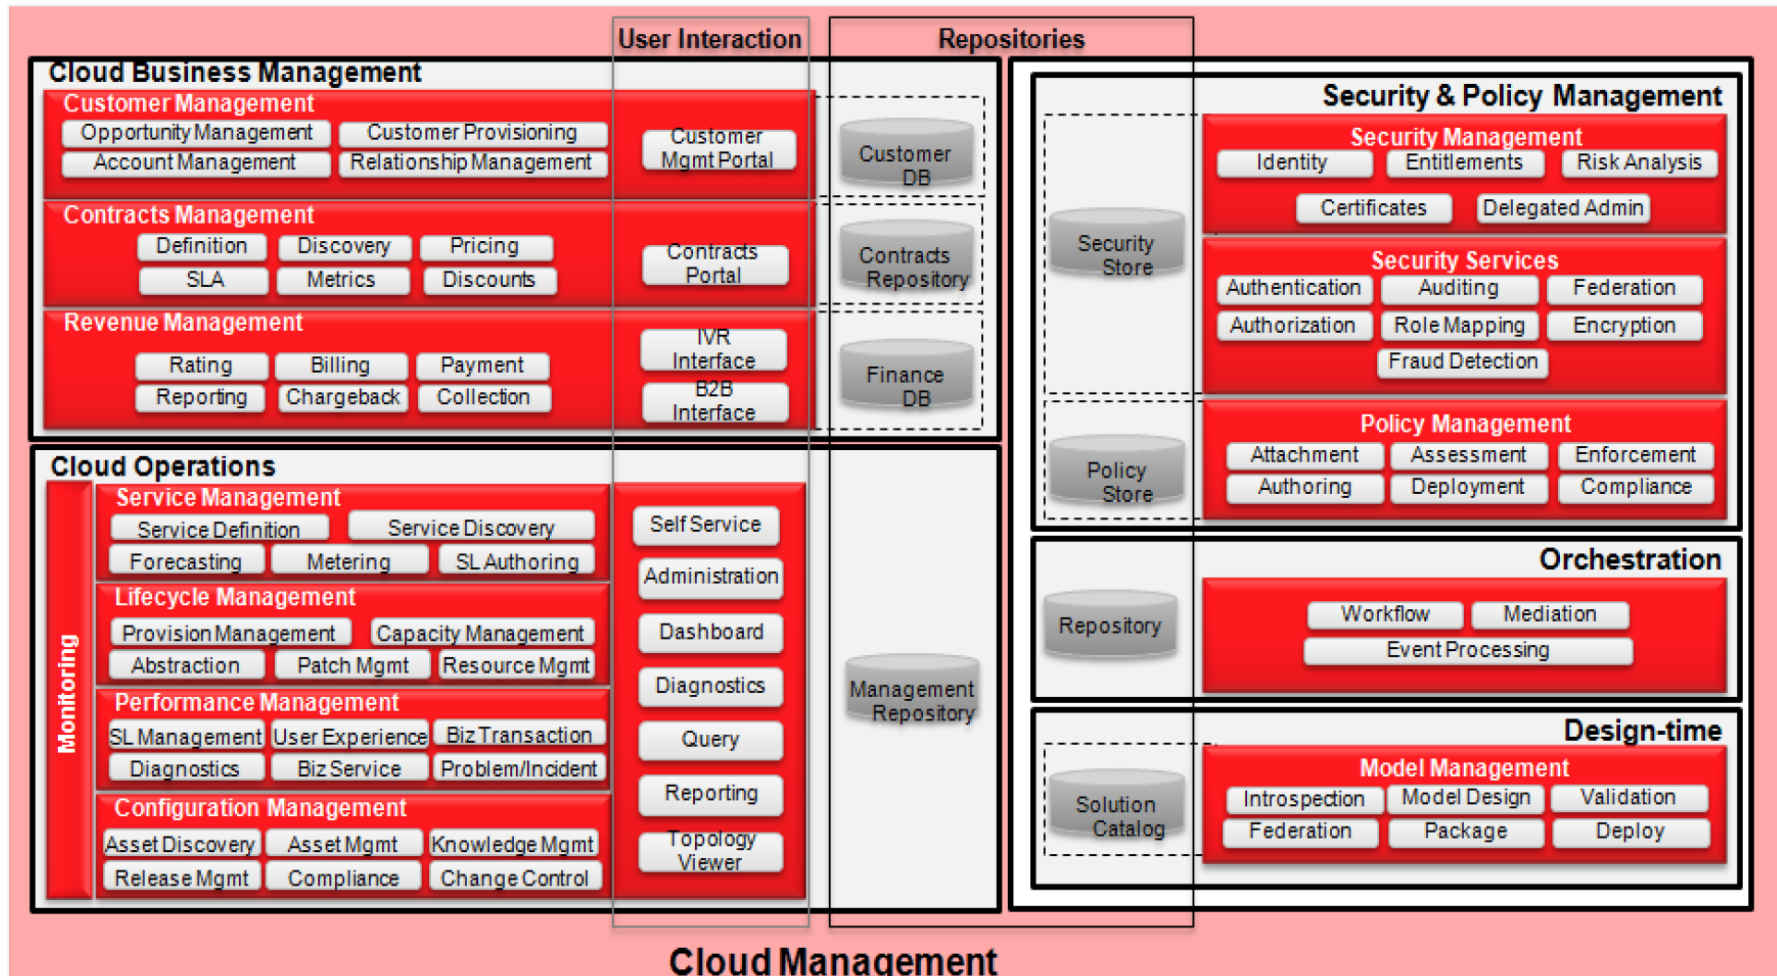 User Interaction
Repositories
Cloud Business Management
Customer Management
Opportunity Management
Customer Provisioning
Account Management
Relationship Management
Customer
Mgmt Portal
Customer
DB
Contracts Management
Definition
Discovery
Pricing
SLA
Metrics
Discounts
Contracts
Portal
Contracts
Repository
Revenue Management
Rating
Billing
Payment
Reporting
Chargeback
Collection
IVR
Interface
B2B
Interface
Finance
DB
Cloud Operations
Monitoring
Service Management
Service Definition
Service Discovery
Forecasting
Metering
SL Authoring
Lifecycle Management
Provision Management
Capacity Management
Abstraction
Patch Mgmt
Resource Mgmt
Performance Management
SL Management
User Experience
Biz Transaction
Diagnostics
Biz Service
Problem/Incident
Configuration Management
Asset Discovery
Asset Mgmt
Knowledge Mgmt
Release Mgmt
Compliance
Change Control
Self Service
Administration
Dashboard
Diagnostics
Query
Reporting
Topology
Viewer
Management
Repository
Security & Policy Management
Security Management
Identity
Entitlements
Risk Analysis
Certificates
Delegated Admin
Security
Store
Security Services
Authentication
Auditing
Federation
Authorization
Role Mapping
Encryption
Fraud Detection
Policy Management
Attachment
Assessment
Enforcement
Authoring
Deployment
Compliance
Policy
Store
Orchestration
Workflow
Mediation
Event Processing
Repository
Design-time
Model Management
Introspection
Model Design
Validation
Federation
Package
Deploy
Solution
Catalog
Cloud Management